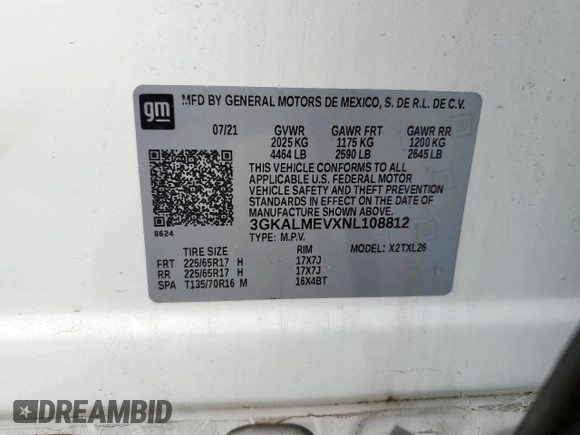 gm
MFD BY GENERAL MOTORS DE MEXICO, S. DE R.L. DE C.V.
07/21 GVWR GAWR FRT GAWR RR
2025 KG 1175 KG 1200 KG
4464 LB 2590 LB 2645 LB
THIS VEHICLE CONFORMS TO ALL
APPLICABLE U.S. FEDERAL MOTOR
VEHICLE SAFETY AND THEFT PREVENTION
STANDARDS IN EFFECT ON THE DATE OF
MANUFACTURE SHOWN ABOVE.
3GKALMEVXNL108812
8624
TYPE: M.P.V. MODEL: X2TXL26
TIRE SIZE RIM
FRT 225/65R17 H 17X7J
RR 225/65R17 H 17X7J
SPA T135/70R16 M 16X4BT
DREAMBID